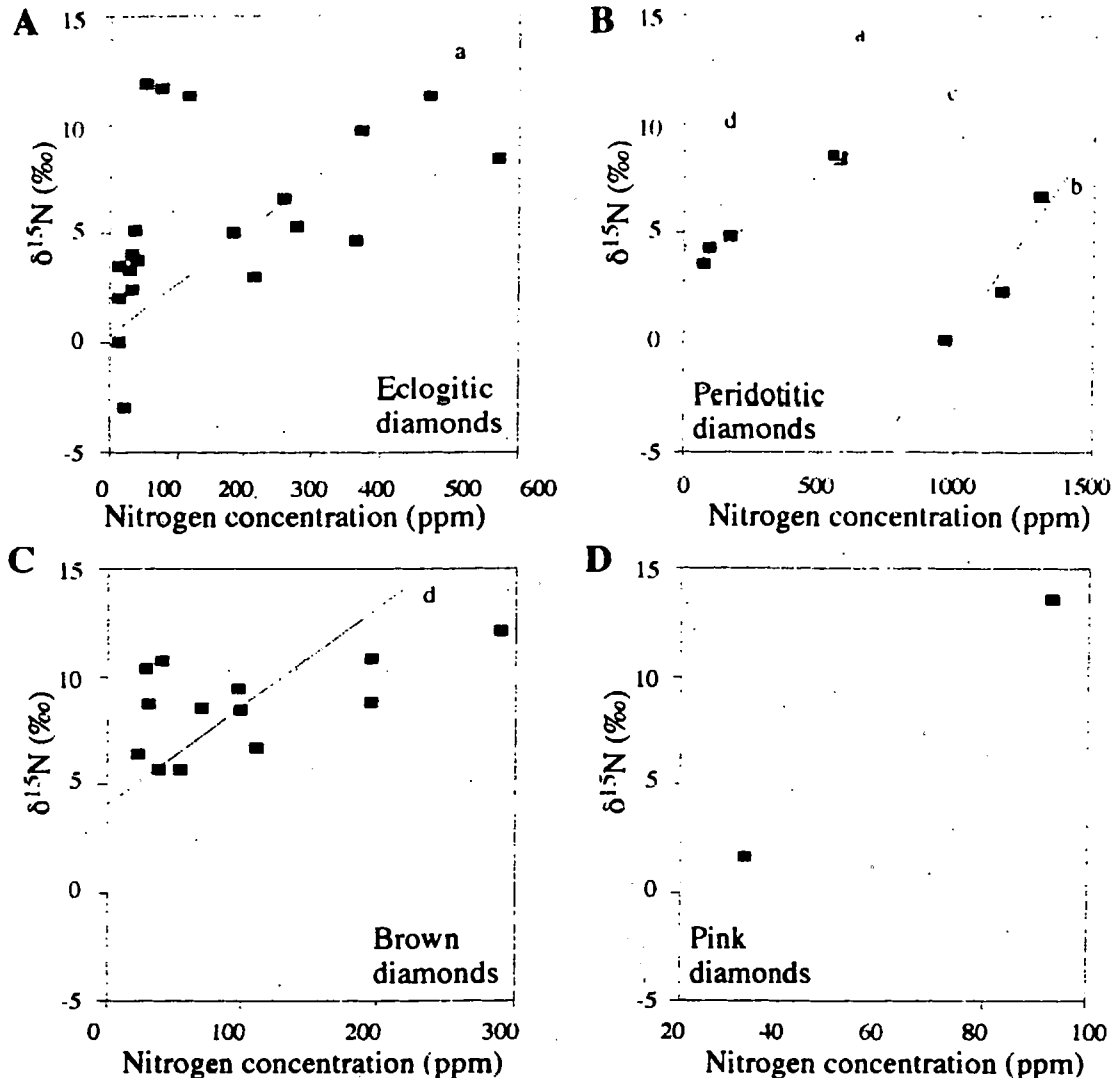 A
15
10
5
0
-5
δ¹⁵N (‰)
a
Eclogitic
diamonds
0 100 200 300 400 500 600
Nitrogen concentration (ppm)
B
15
10
5
0
-5
δ¹⁵N (‰)
d
d
c
b
Peridotitic
diamonds
0 500 1000 1500
Nitrogen concentration (ppm)
C
15
10
5
0
-5
δ¹⁵N (‰)
d
Brown
diamonds
0 100 200 300
Nitrogen concentration (ppm)
D
15
10
5
0
-5
δ¹⁵N (‰)
Pink
diamonds
20 40 60 80 100
Nitrogen concentration (ppm)